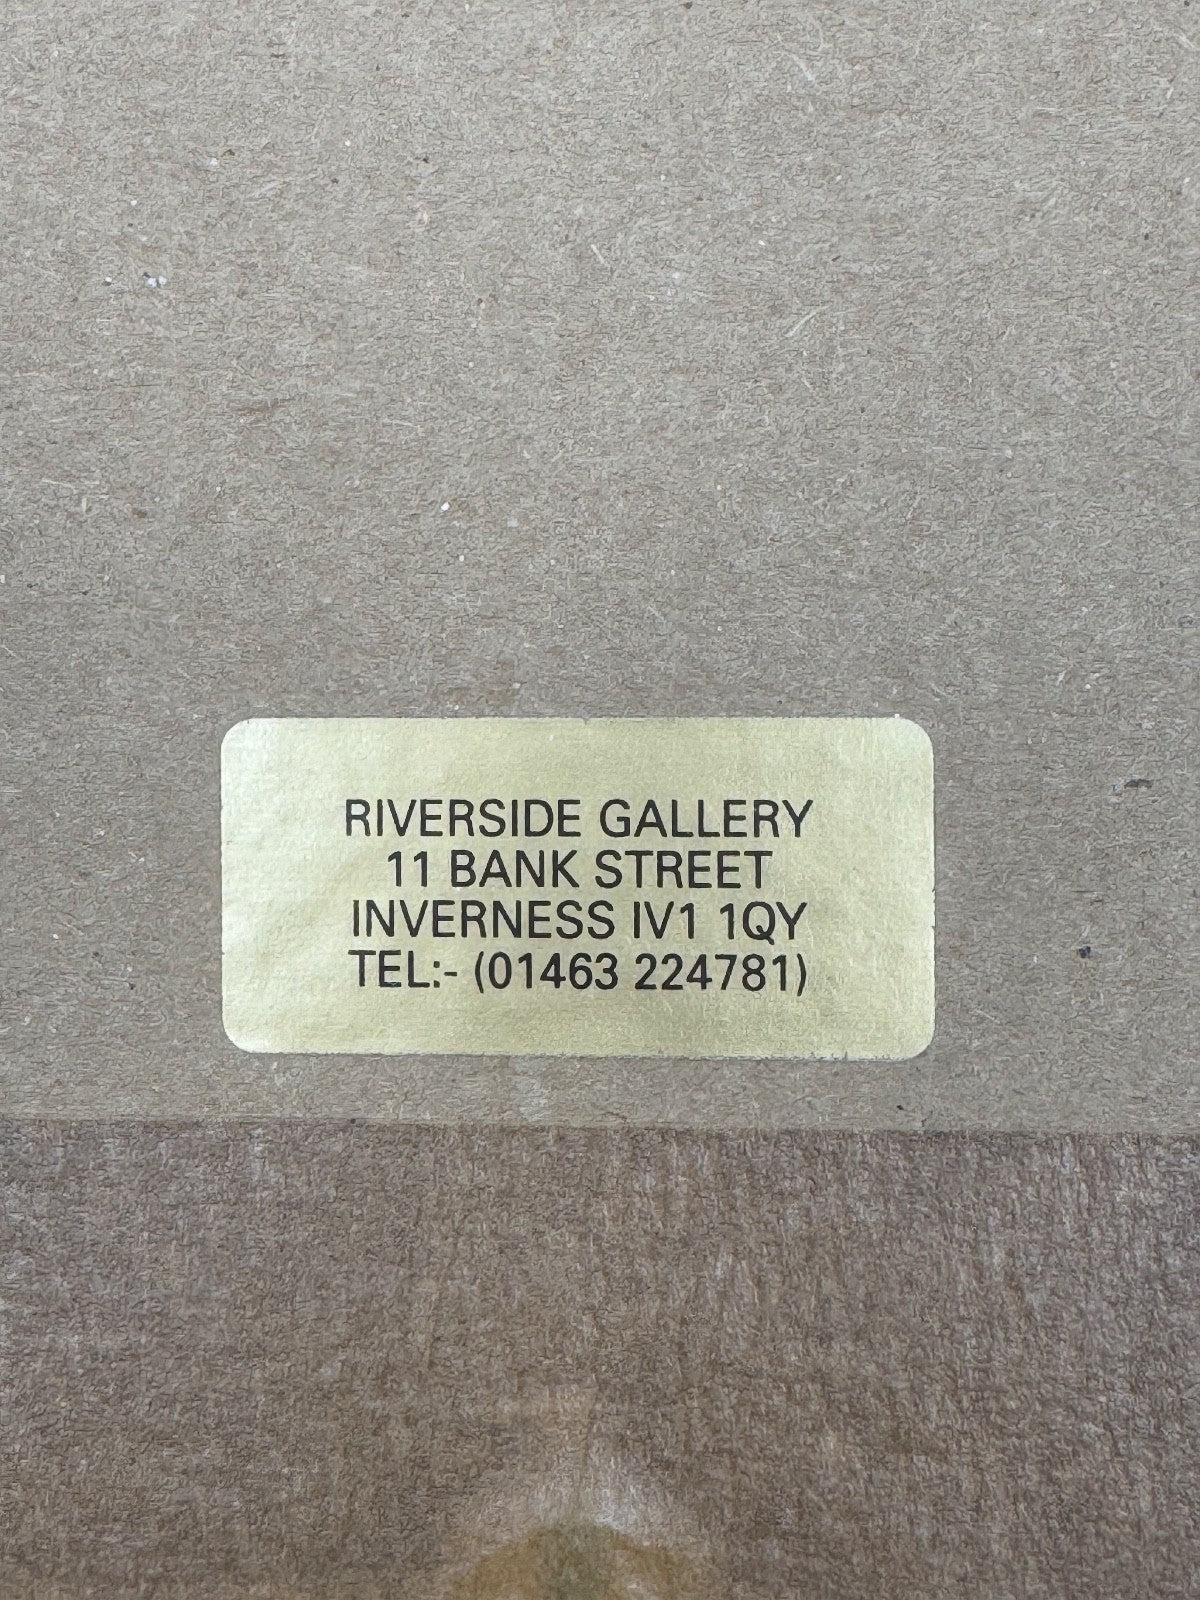 RIVERSIDE GALLERY
11 BANK STREET
INVERNESS IV1 1QY
TEL:- (01463 224781)